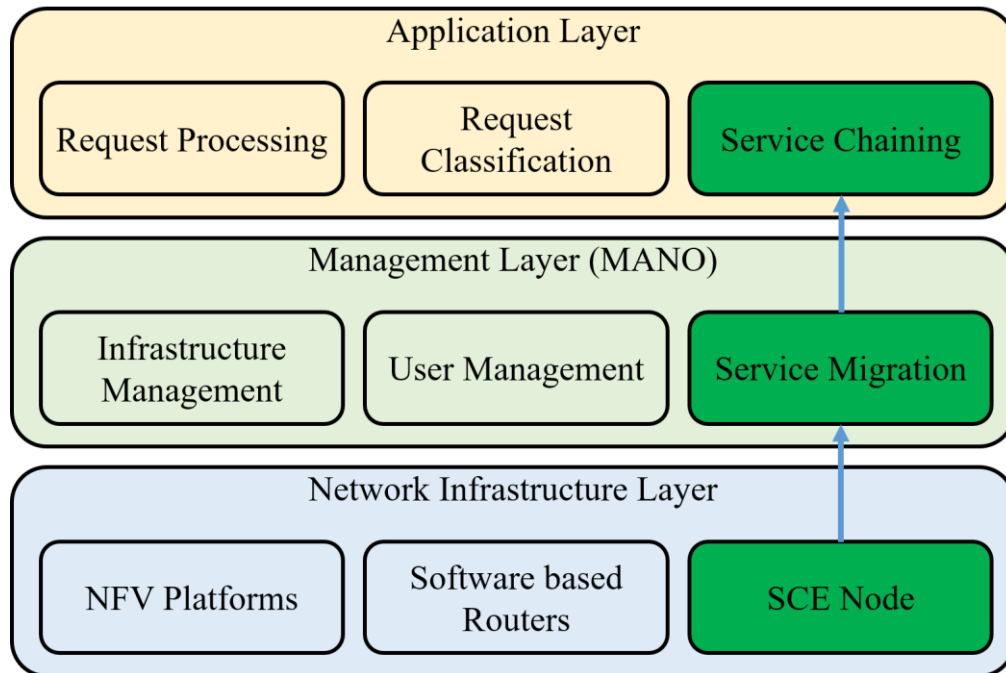 Application Layer
Request Processing
Request
Classification
Service Chaining
Management Layer (MANO)
Infrastructure
Management
User Management
Service Migration
Network Infrastructure Layer
NFV Platforms
Software based
Routers
SCE Node